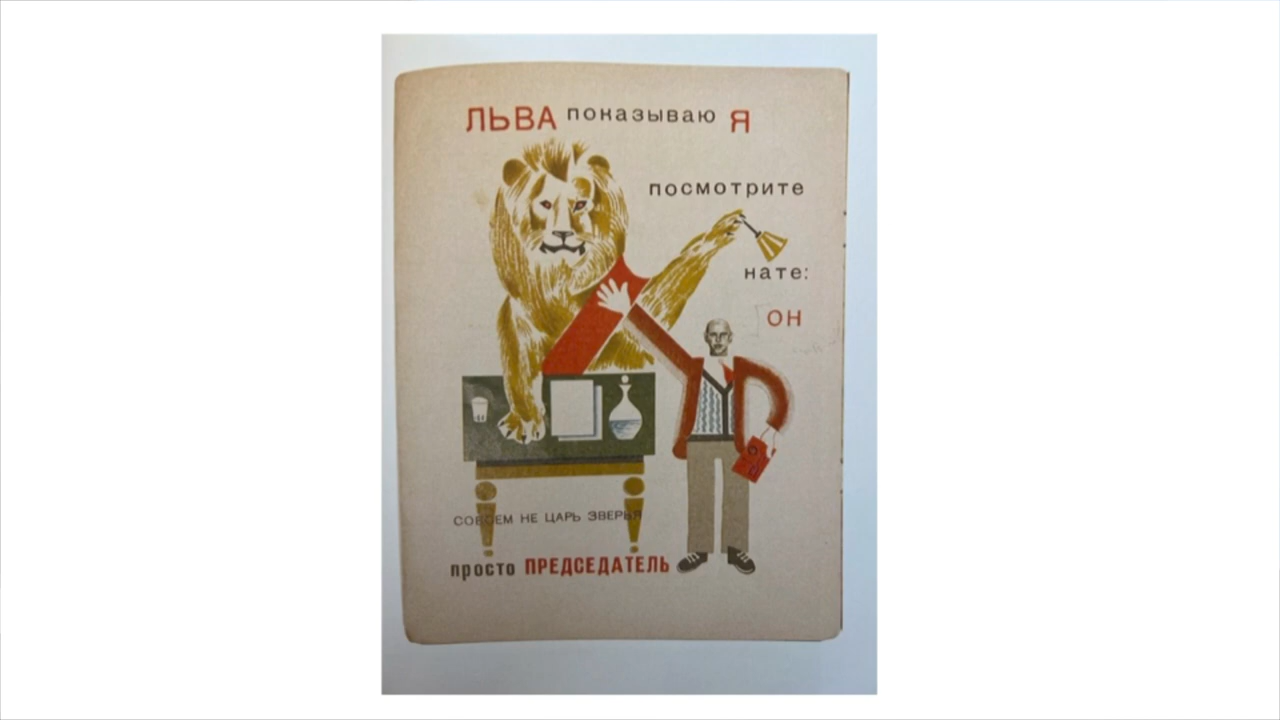 ЛЬВА показываю Я
посмотрите
нате:
ОН
СОВСЕМ НЕ ЦАРЬ ЗВЕРЬЯ
просто ПРЕДСЕДАТЕЛЬ